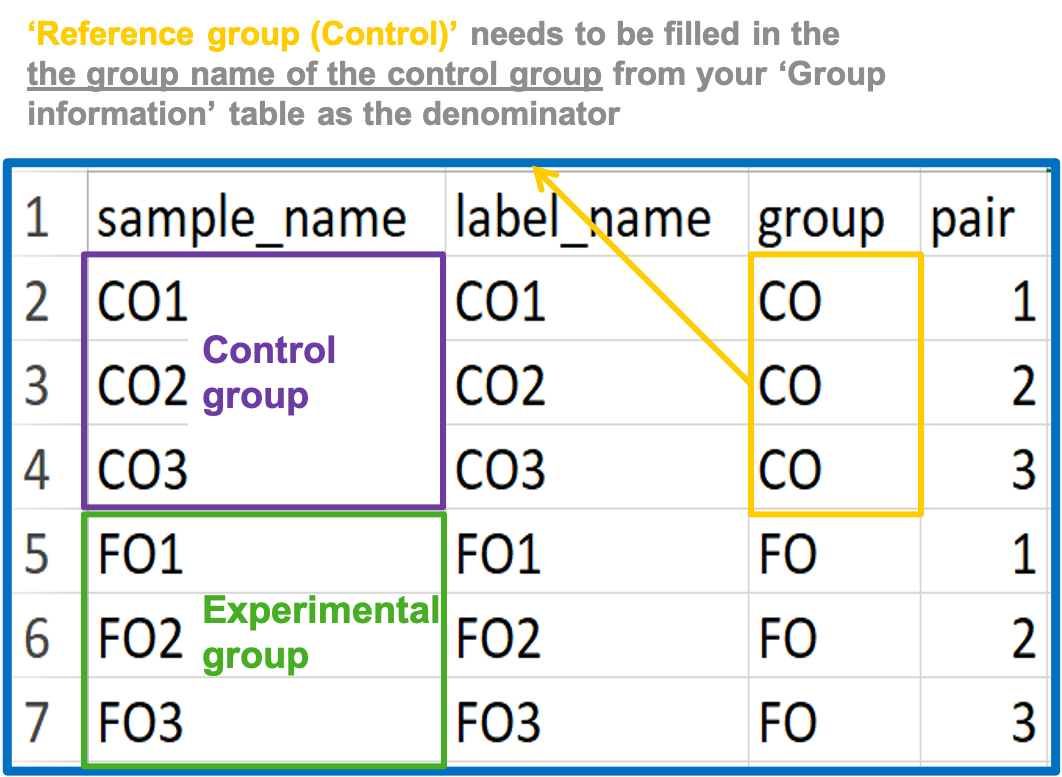 ‘Reference group (Control)’ needs to be filled in the
the group name of the control group from your ‘Group
information’ table as the denominator
1 sample_name label_name group pair
2 CO1 CO1 CO 1
Control
3 CO2 CO2 CO 2
group
4 CO3 CO3 CO 3
5 FO1 FO1 FO 1
Experimental
6 FO2 FO2 FO 2
group
7 FO3 FO3 FO 3